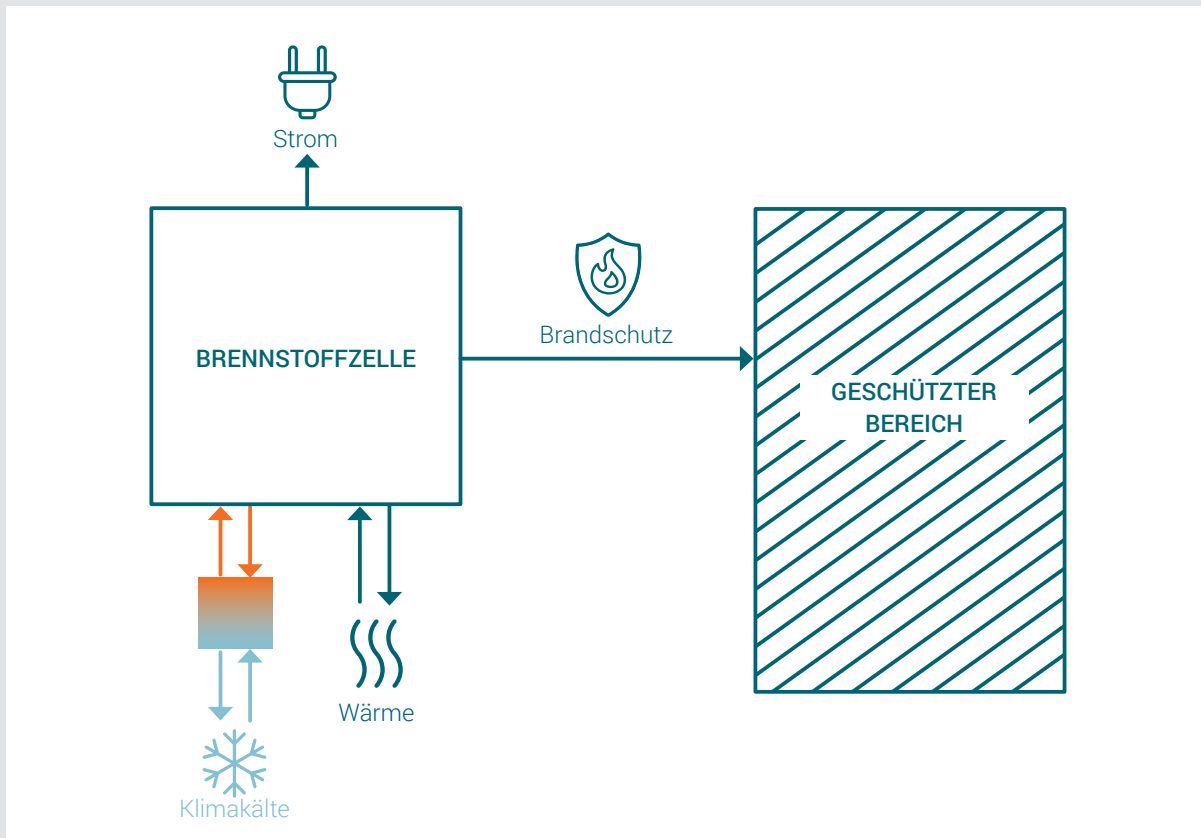 Strom
Brandschutz
BRENNSTOFFZELLE
GESCHÜTZTER
BEREICH
Wärme
Klimakälte